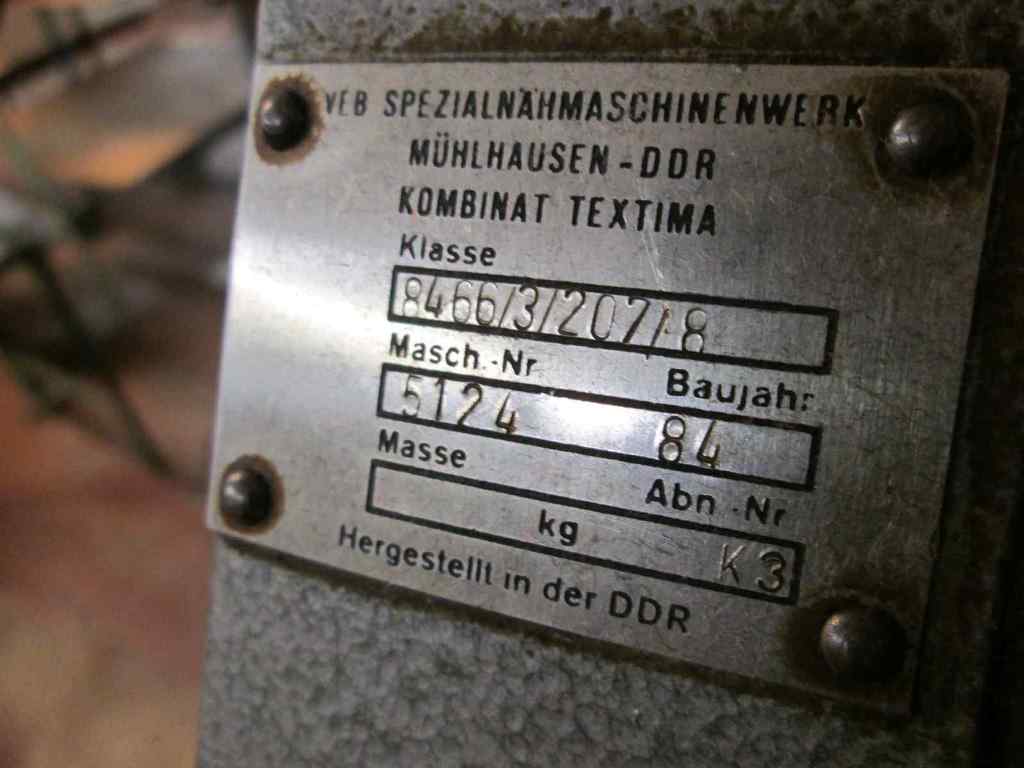 VEB SPEZIALNÄHMASCHINENWERK
MÜHLHAUSEN - DDR
KOMBINAT TEXTIMA
Klasse
8466/3/207/8
Masch.-Nr Baujahr
5124 84
Masse Abn.-Nr
kg K3
Hergestellt in der DDR